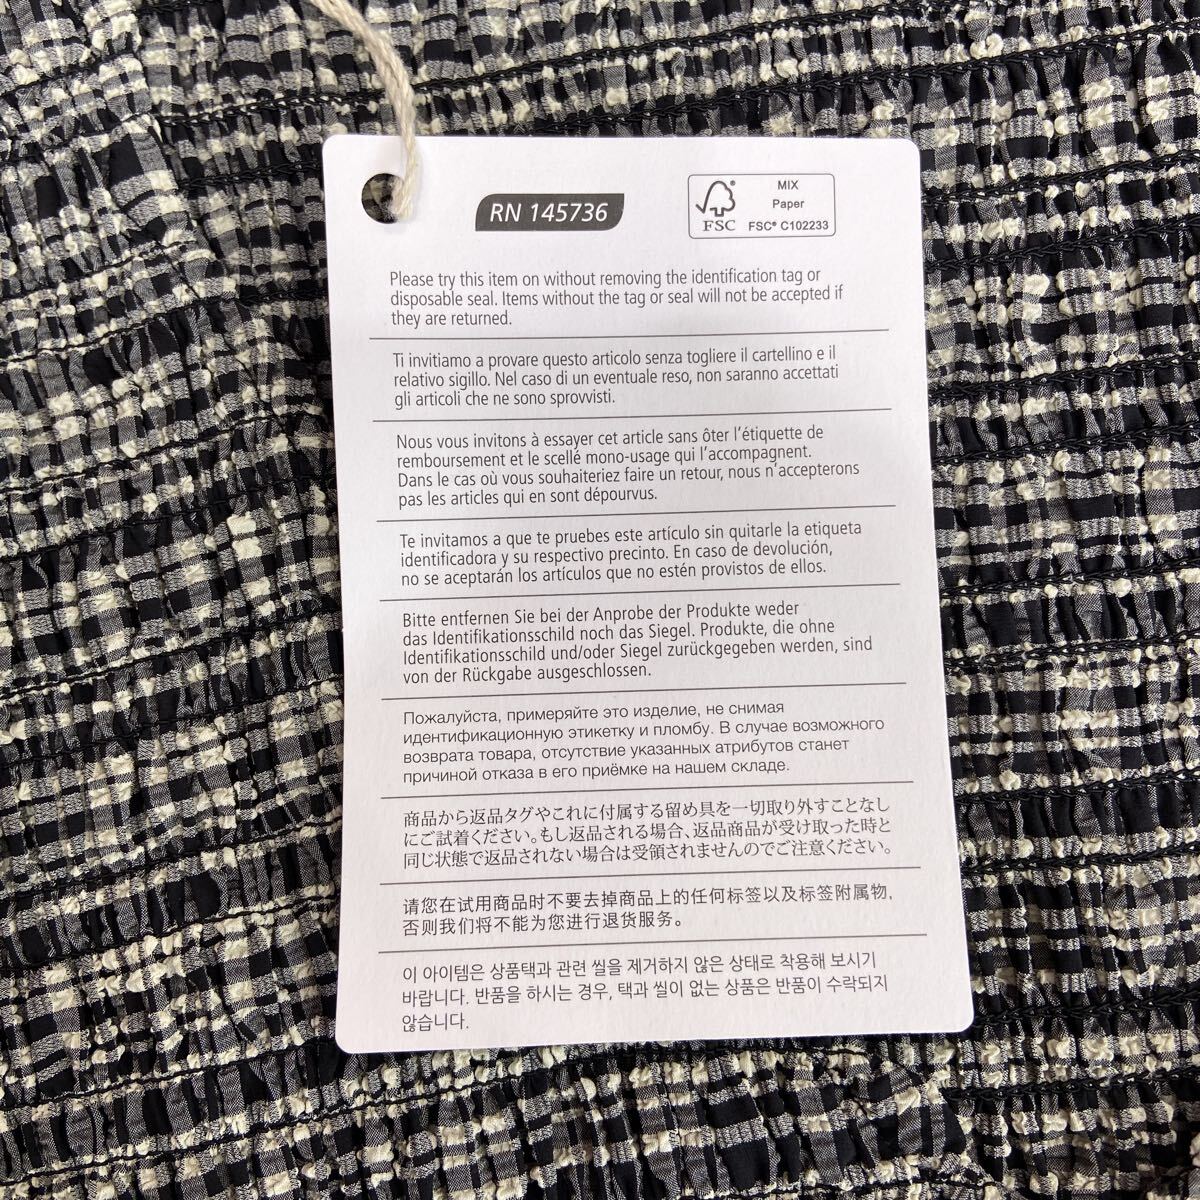 RN 145736
FSC
MIX
Paper
FSC® C102233
Please try this item on without removing the identification tag or
disposable seal. Items without the tag or seal will not be accepted if
they are returned.
Ti invitiamo a provare questo articolo senza togliere il cartellino e il
relativo sigillo. Nel caso di un eventuale reso, non saranno accettati
gli articoli che ne sono sprovvisti.
Nous vous invitons à essayer cet article sans ôter l'étiquette de
remboursement et le scellé mono-usage qui l'accompagnent.
Dans le cas où vous souhaiteriez faire un retour, nous n'accepterons
pas les articles qui en sont dépourvus.
Te invitamos a que te pruebes este artículo sin quitarle la etiqueta
identificadora y su respectivo precinto. En caso de devolución,
no se aceptarán los artículos que no estén provistos de ellos.
Bitte entfernen Sie bei der Anprobe der Produkte weder
das Identifikationsschild noch das Siegel. Produkte, die ohne
Identifikationsschild und/oder Siegel zurückgegeben werden, sind
von der Rückgabe ausgeschlossen.
Пожалуйста, примеряйте это изделие, не снимая
идентификационную этикетку и пломбу. В случае возможного
возврата товара, отсутствие указанных атрибутов станет
причиной отказа в его приёмке на нашем складе.
商品から返品タグやこれに付属する留め具を一切取り外すことなし
にご試着ください。もし返品される場合、返品商品が受け取った時と
同じ状態で返品されない場合は受領されませんのでご注意ください。
请您在试用商品时不要去掉商品上的任何标签以及标签附属物,
否则我们将不能为您进行退货服务。
이 아이템은 상품택과 관련 씰을 제거하지 않은 상태로 착용해 보시기
바랍니다. 반품을 하시는 경우, 택과 씰이 없는 상품은 반품이 수락되지
않습니다.